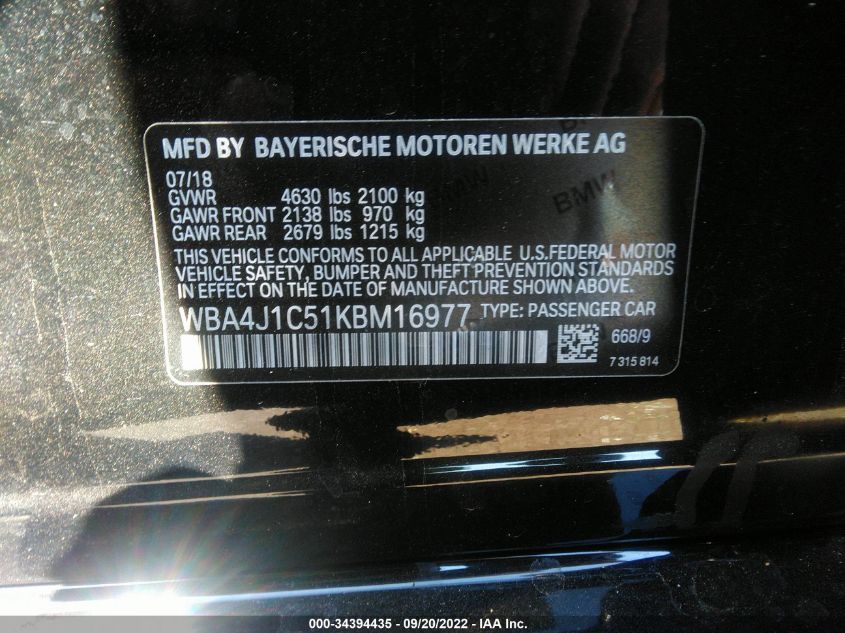 MFD BY BAYERISCHE MOTOREN WERKE AG
07/18
GVWR 4630 lbs 2100 kg
GAWR FRONT 2138 lbs 970 kg
GAWR REAR 2679 lbs 1215 kg
THIS VEHICLE CONFORMS TO ALL APPLICABLE U.S.FEDERAL MOTOR
VEHICLE SAFETY, BUMPER AND THEFT PREVENTION STANDARDS
IN EFFECT ON THE DATE OF MANUFACTURE SHOWN ABOVE.
WBA4J1C51KBM16977 TYPE: PASSENGER CAR
668/9
7 315 814
BMW
BMW
000-34394435 - 09/20/2022 - IAA Inc.